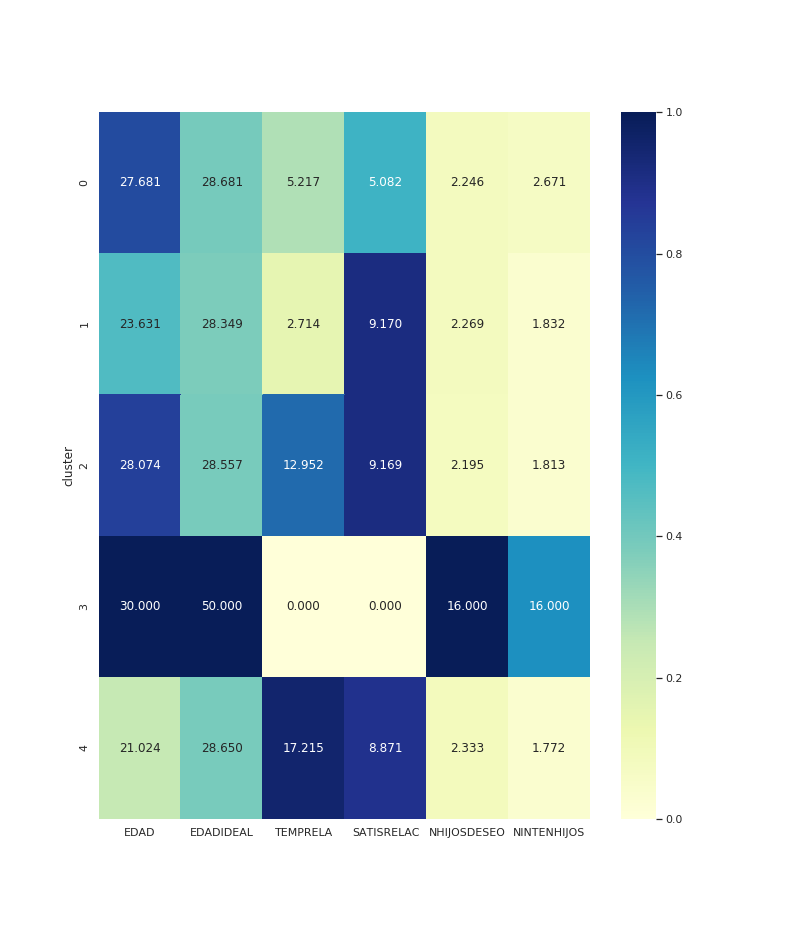 1.0
0 27.681 28.681 5.217 5.082 2.246 2.671
0.8
1 23.631 28.349 2.714 9.170 2.269 1.832
0.6
cluster
2 28.074 28.557 12.952 9.169 2.195 1.813
0.4
3 30.000 50.000 0.000 0.000 16.000 16.000
0.2
4 21.024 28.650 17.215 8.871 2.333 1.772
0.0
EDAD EDADIDEAL TEMPRELA SATISRELAC NHIJOSDESEO NINTENHIJOS